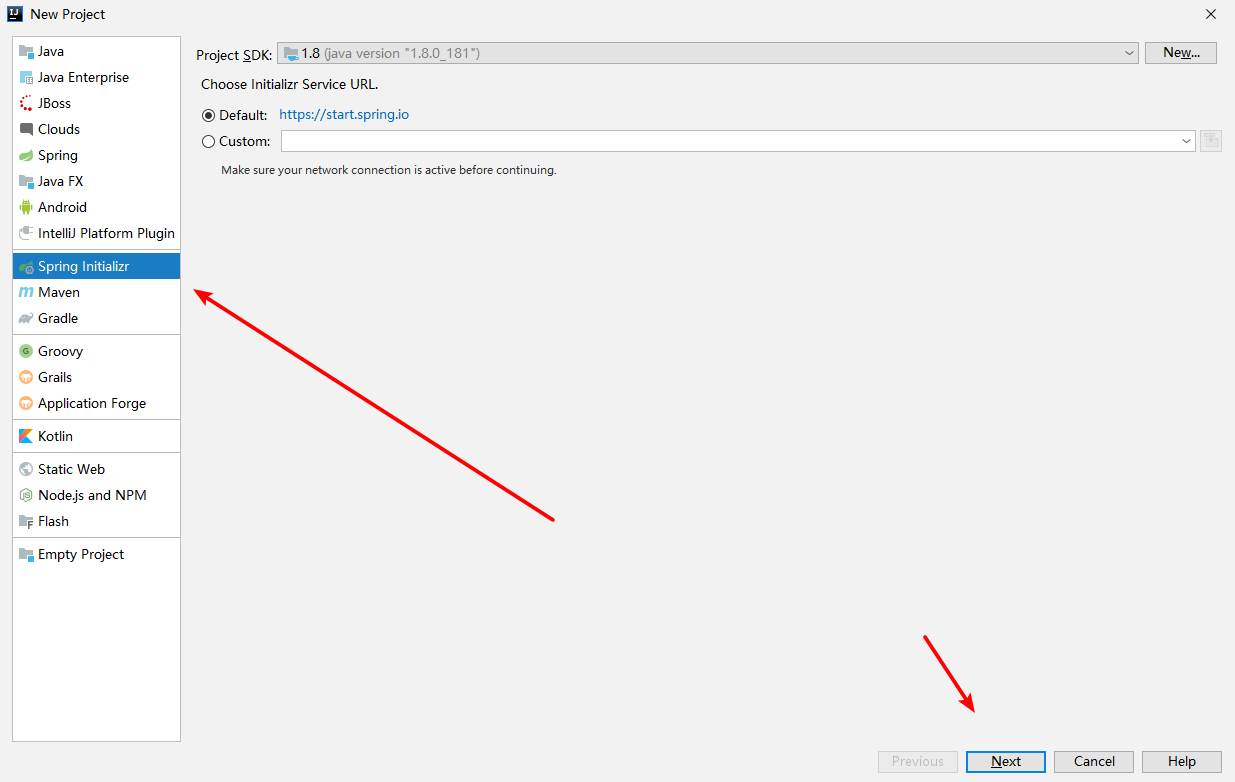 New Project
Java
Java Enterprise
JBoss
Clouds
Spring
Java FX
Android
IntelliJ Platform Plugin
Spring Initializr
Maven
Gradle
Groovy
Grails
Application Forge
Kotlin
Static Web
Node.js and NPM
Flash
Empty Project
Project SDK: 1.8 (java version "1.8.0_181") New...
Choose Initializr Service URL.
Default: https://start.spring.io
Custom:
Make sure your network connection is active before continuing.
Previous Next Cancel Help